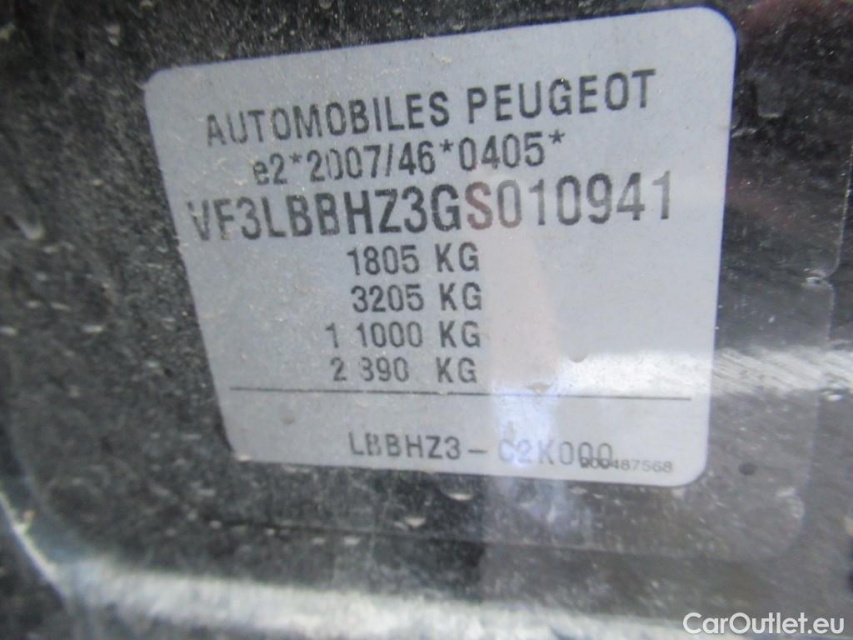 AUTOMOBILES PEUGEOT
e2*2007/46*0405*
VF3LBBHZ3GS010941
1805 KG
3205 KG
1 1000 KG
2 890 KG
LBBHZ3-C2K000
CarOutlet.eu